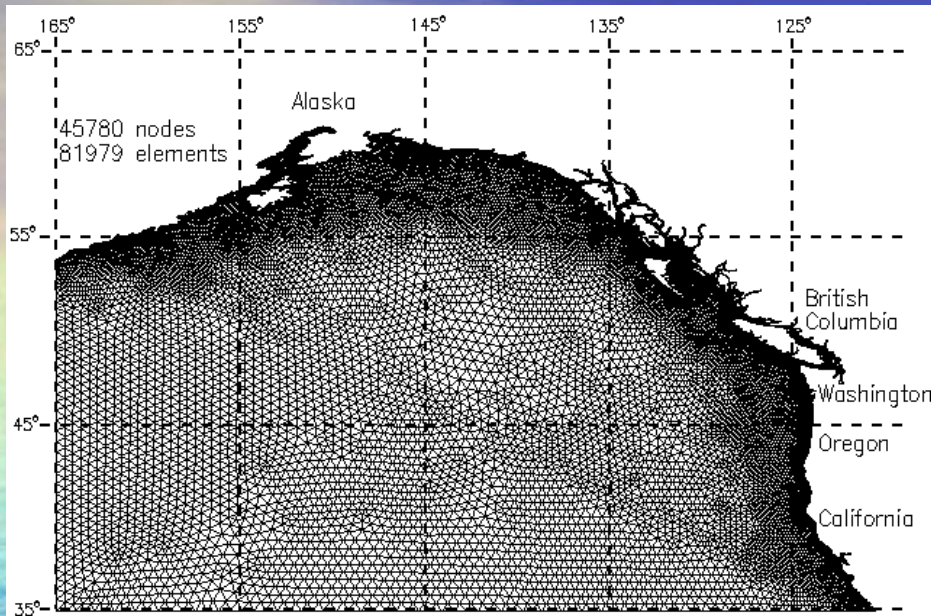 165° 155° 145° 135° 125°
65°
Alaska
45780 nodes
81979 elements
55°
British
Columbia
Washington
45°
Oregon
California
35°